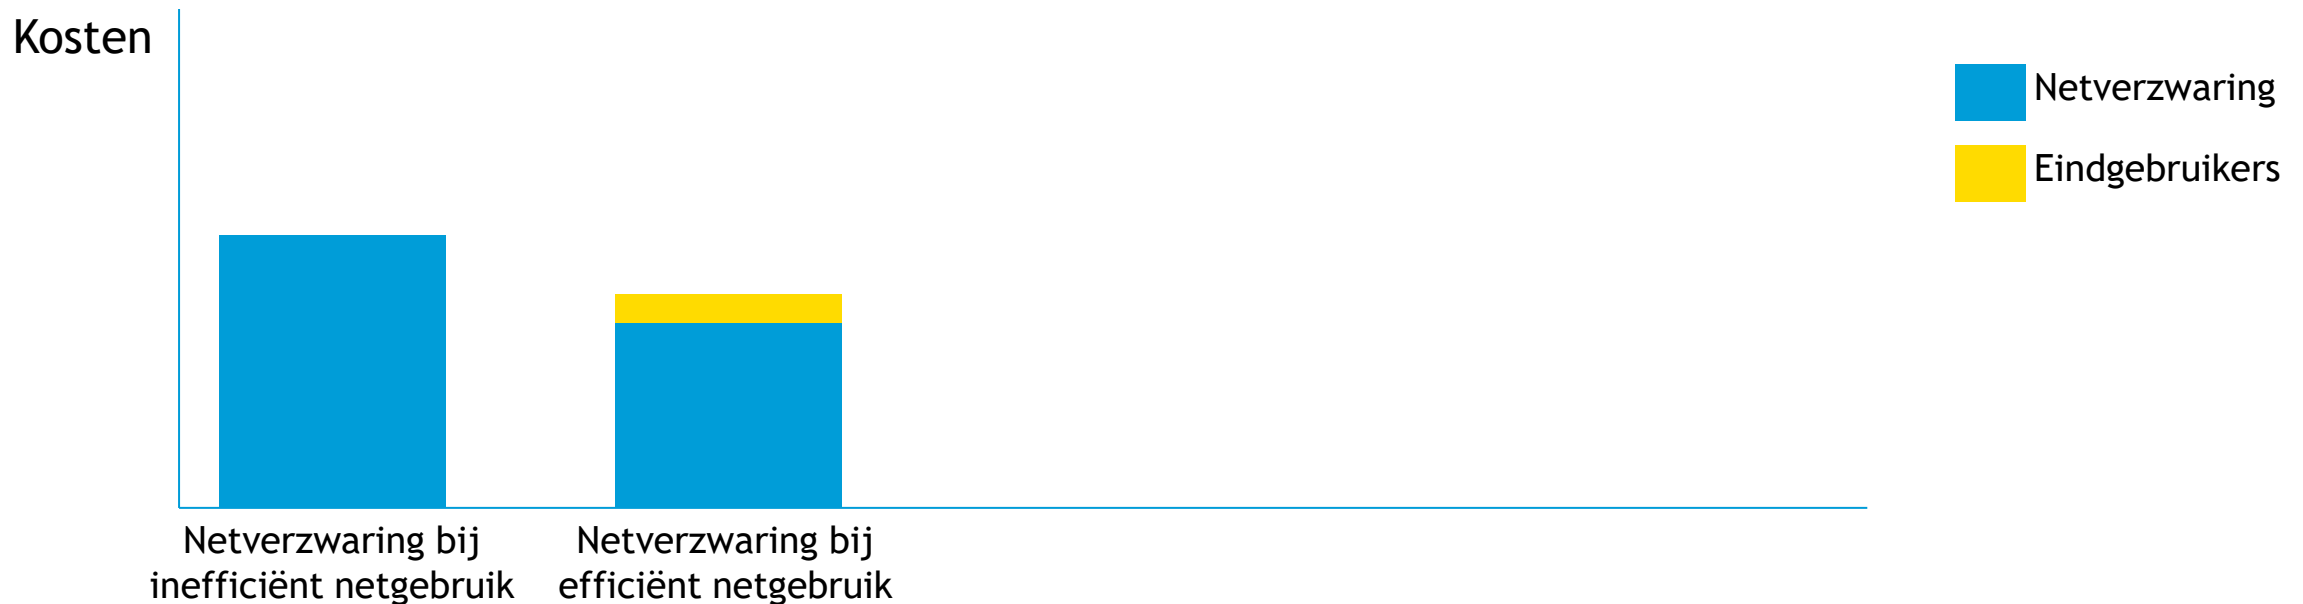 Kosten
Netverzwaring
Eindgebruikers
Netverzwaring bij
inefficiënt netgebruik
Netverzwaring bij
efficiënt netgebruik